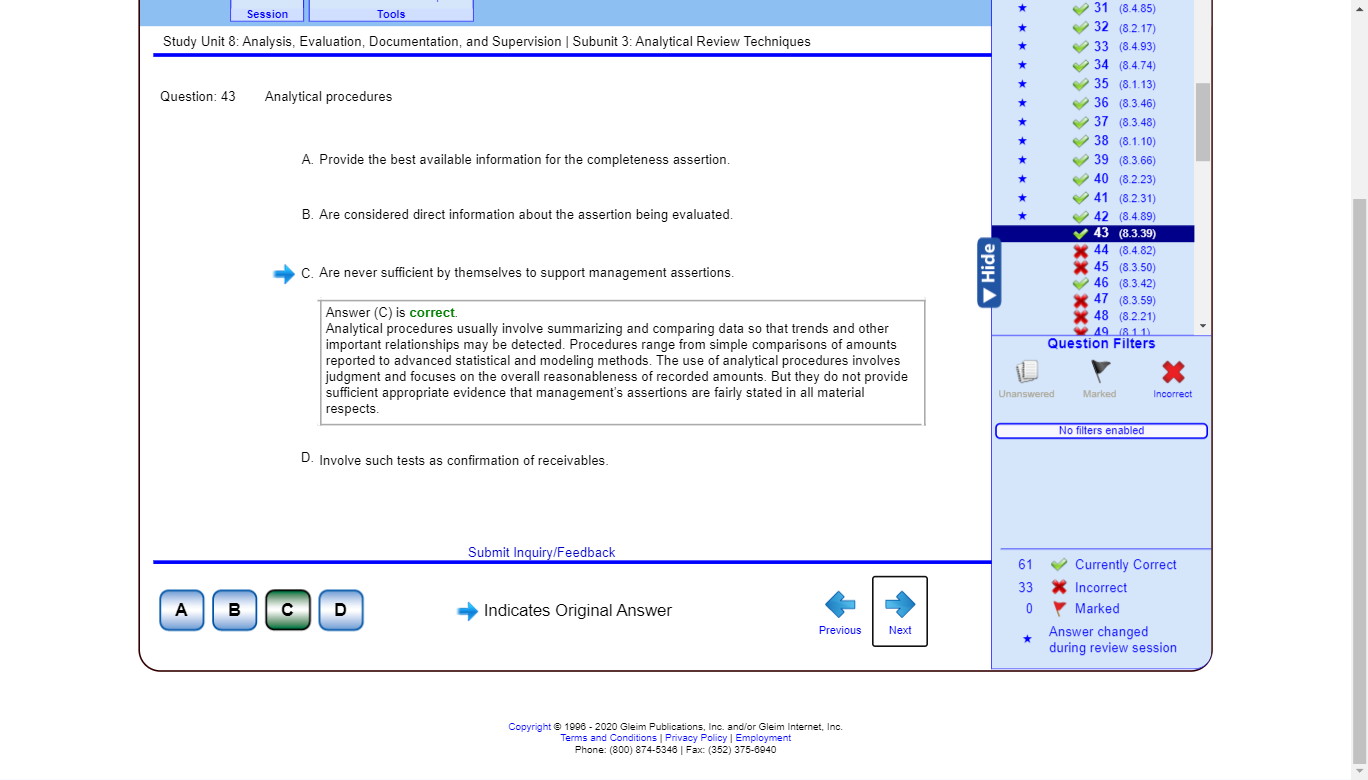 Session
Tools
Study Unit 8: Analysis, Evaluation, Documentation, and Supervision | Subunit 3: Analytical Review Techniques
Question: 43 Analytical procedures
A. Provide the best available information for the completeness assertion.
B. Are considered direct information about the assertion being evaluated.
C. Are never sufficient by themselves to support management assertions.
Answer (C) is correct.
Analytical procedures usually involve summarizing and comparing data so that trends and other
important relationships may be detected. Procedures range from simple comparisons of amounts
reported to advanced statistical and modeling methods. The use of analytical procedures involves
judgment and focuses on the overall reasonableness of recorded amounts. But they do not provide
sufficient appropriate evidence that management's assertions are fairly stated in all material
respects.
D. Involve such tests as confirmation of receivables.
Submit Inquiry/Feedback
A B C D
Indicates Original Answer
Previous
Next
31 (8.4.85)
32 (8.2.17)
33 (8.4.93)
34 (8.4.74)
35 (8.1.13)
36 (8.3.46)
37 (8.3.48)
38 (8.1.10)
39 (8.3.66)
40 (8.2.23)
41 (8.2.31)
42 (8.4.89)
43 (8.3.39)
44 (8.4.82)
45 (8.3.50)
46 (8.3.42)
47 (8.3.59)
48 (8.2.21)
49 (8.1.1)
Hide
Question Filters
Unanswered Marked Incorrect
No filters enabled
61 Currently Correct
33 Incorrect
0 Marked
Answer changed
during review session
Copyright © 1996 - 2020 Gleim Publications, Inc. and/or Gleim Internet, Inc.
Terms and Conditions | Privacy Policy | Employment
Phone: (800) 874-5346 | Fax: (352) 375-6940